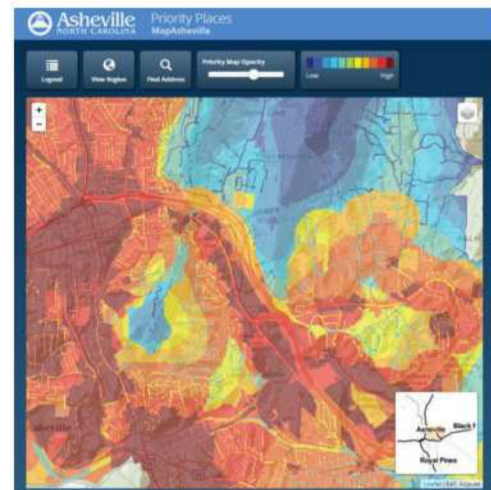 Asheville
NORTH CAROLINA
Priority Places
MapAsheville
Legend
View Region
Find Address
Priority Map Opacity
Low
High
+
−
Asheville
Black
Royal Pines